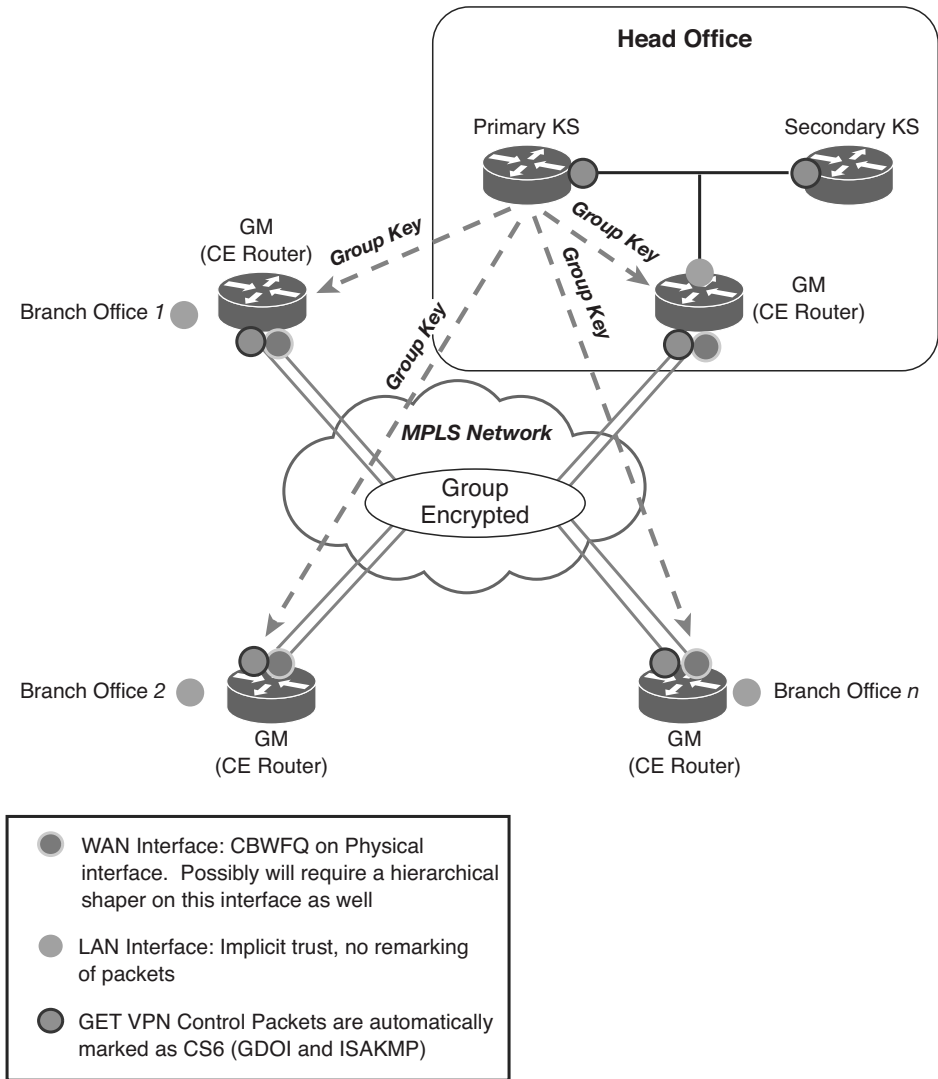 Head Office
Primary KS
Secondary KS
GM
(CE Router)
Group Key
Group Key
Group Key
Group Key
GM
(CE Router)
Branch Office 1
MPLS Network
Group
Encrypted
Branch Office 2
Branch Office n
GM
(CE Router)
GM
(CE Router)
WAN Interface: CBWFQ on Physical
interface. Possibly will require a hierarchical
shaper on this interface as well
LAN Interface: Implicit trust, no remarking
of packets
GET VPN Control Packets are automatically
marked as CS6 (GDOI and ISAKMP)